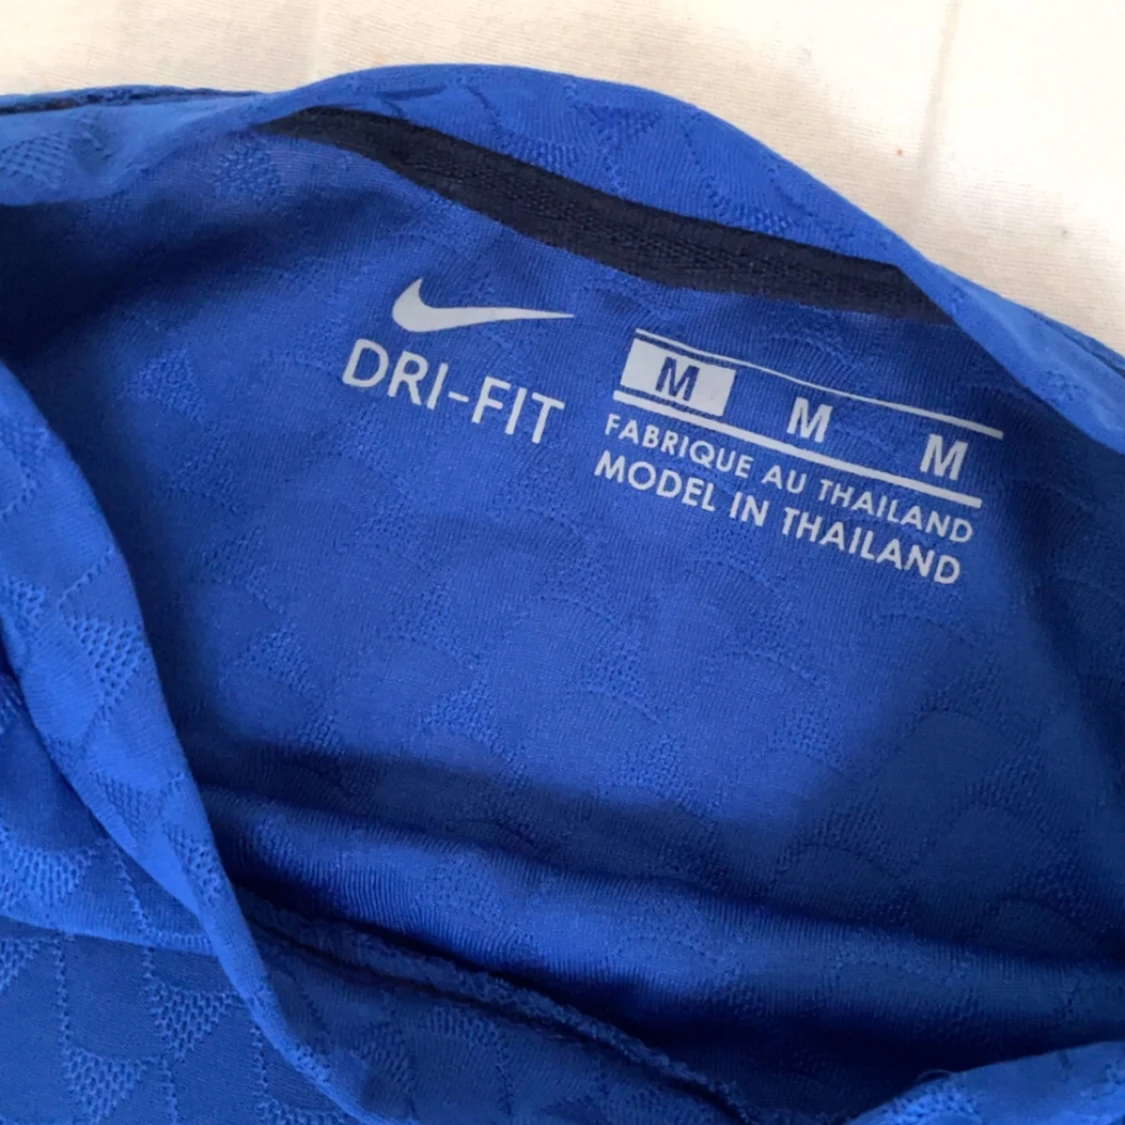 DRI-FIT
M M M
FABRIQUE AU THAILAND
MODEL IN THAILAND